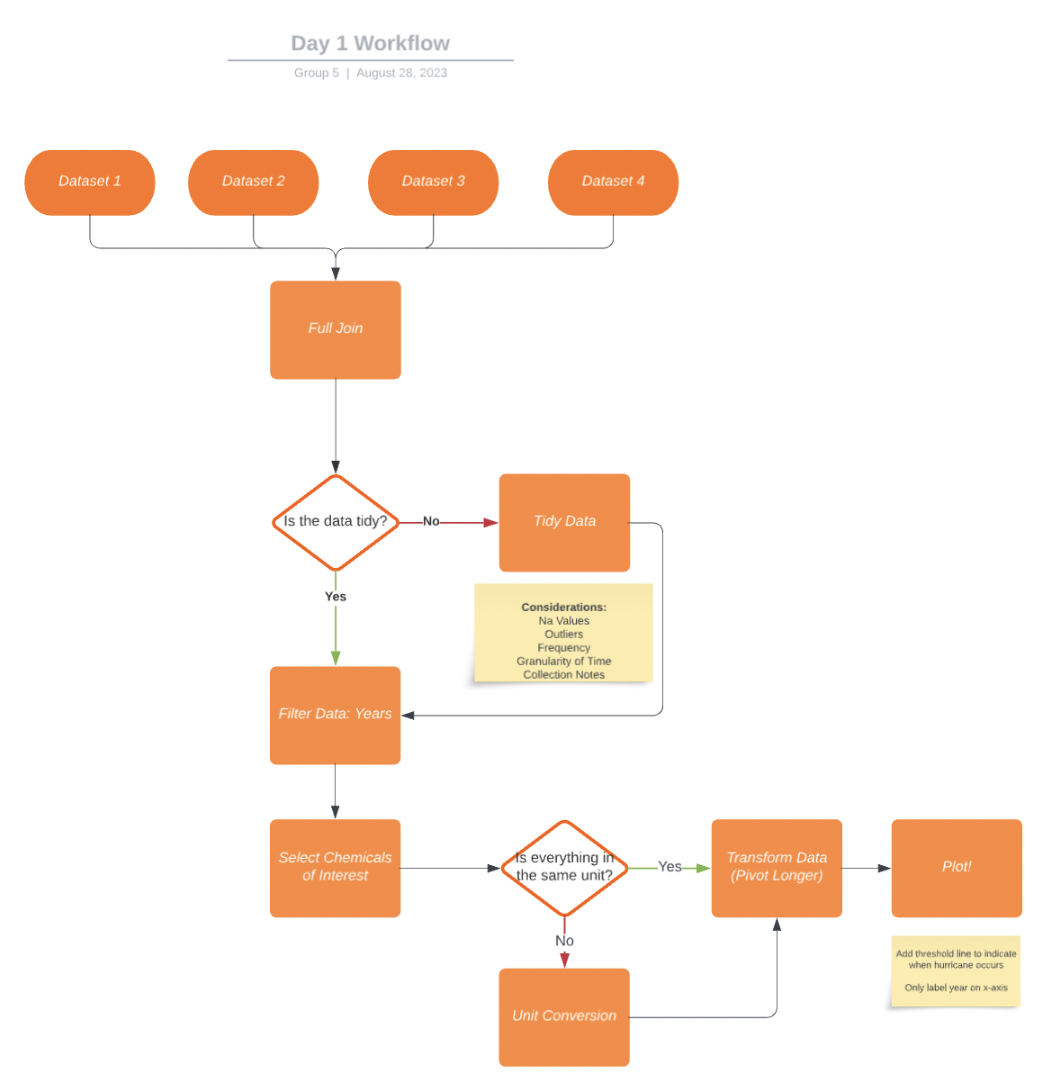 Day 1 Workflow
Group 5 | August 28, 2023
Dataset 1
Dataset 2
Dataset 3
Dataset 4
Full Join
Is the data tidy?
No
Tidy Data
Yes
Considerations:
Na Values
Outliers
Frequency
Granularity of Time
Collection Notes
Filter Data: Years
Select Chemicals
of Interest
Is everything in
the same unit?
Yes
Transform Data
(Pivot Longer)
Plot!
No
Unit Conversion
Add threshold line to indicate
when hurricane occurs
Only label year on x-axis